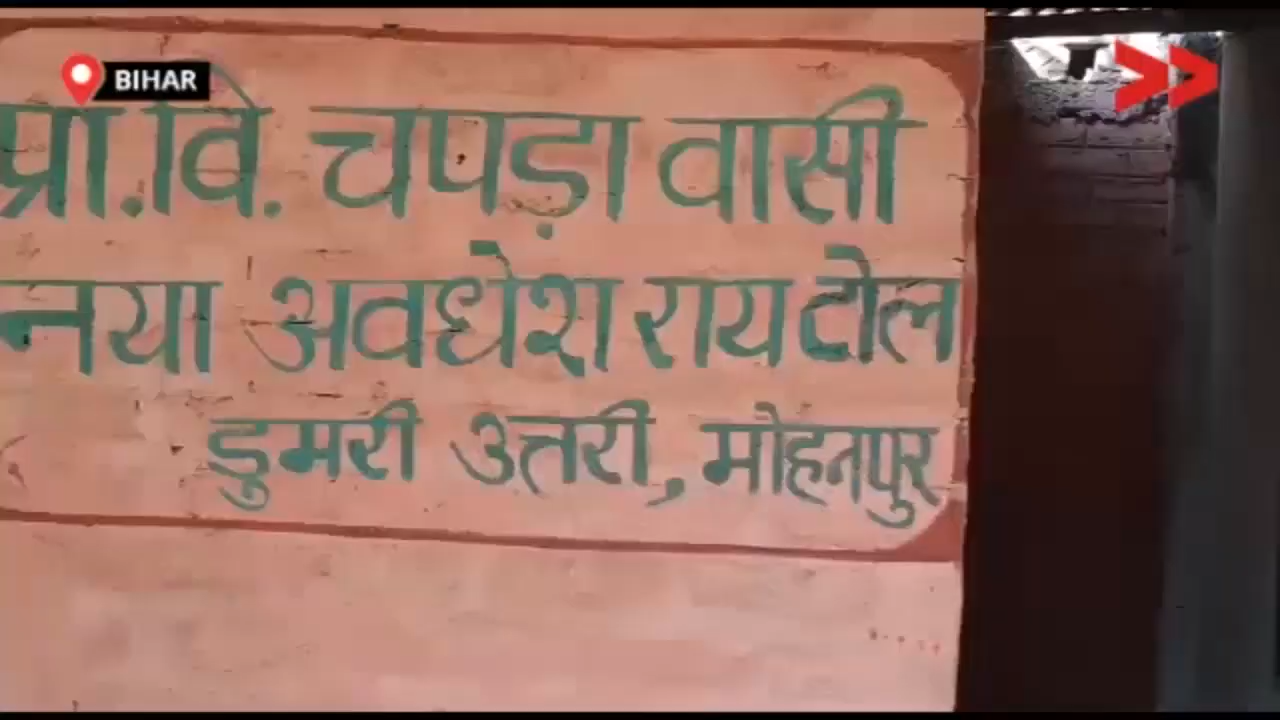 BIHAR
प्रा.वि. चपड़ा वासी
नया अवधेश राय टोल
डुमरी उत्तरी, मोहनपुर